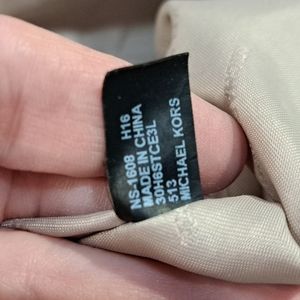 NS-1608 H16
MADE IN CHINA
30H6STCE3L
513
MICHAEL KORS